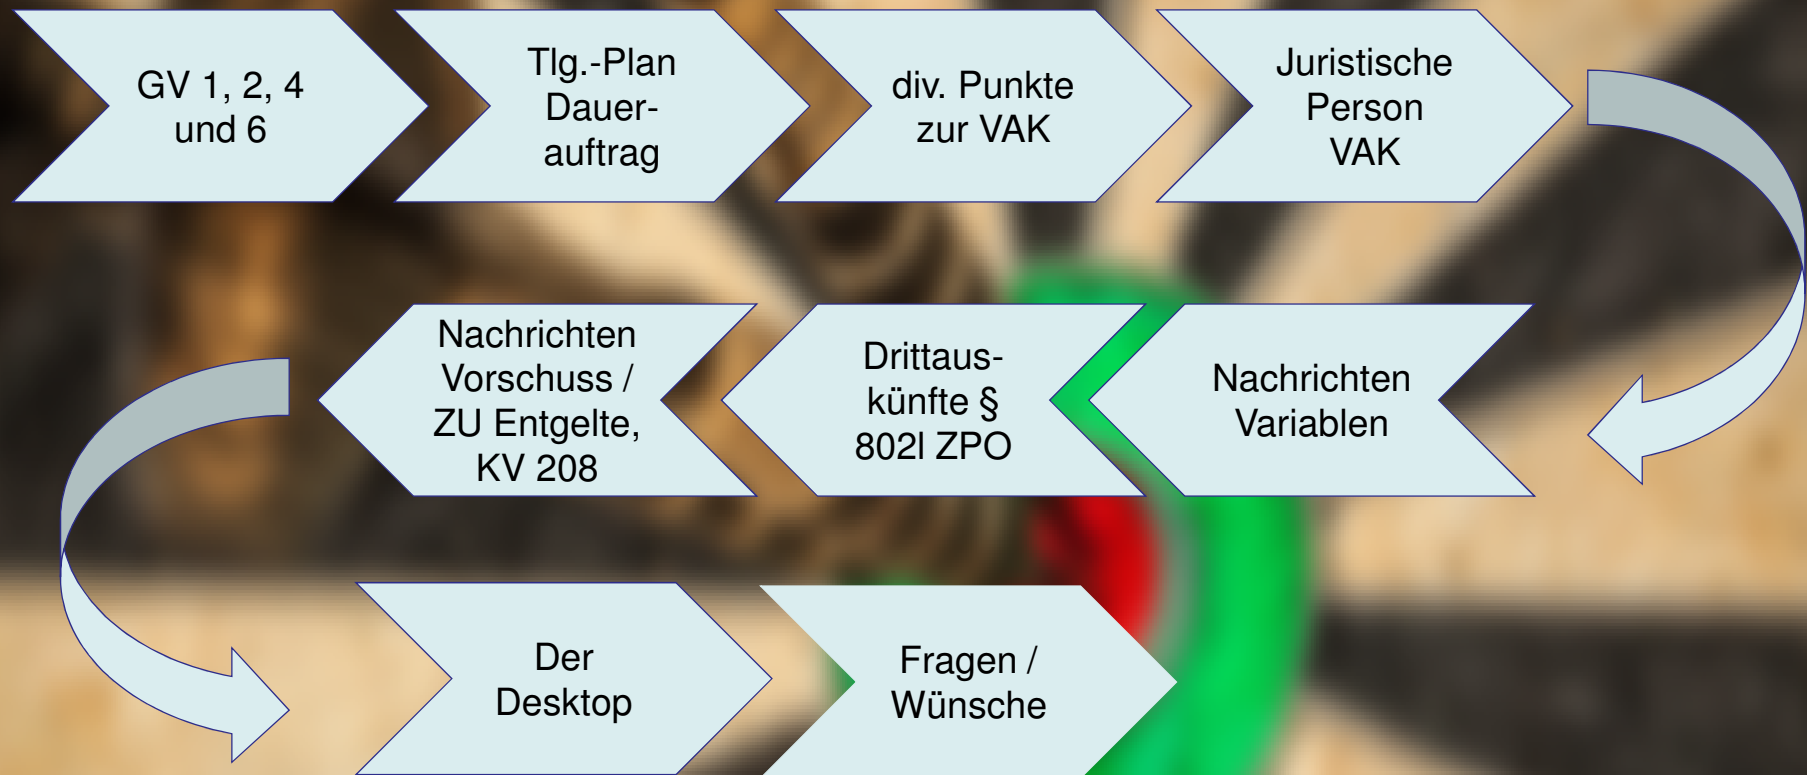 GV 1, 2, 4
und 6
Tlg.-Plan
Dauer-
auftrag
div. Punkte
zur VAK
Juristische
Person
VAK
Nachrichten
Variablen
Drittaus-
künfte §
802l ZPO
Nachrichten
Vorschuss /
ZU Entgelte,
KV 208
Der
Desktop
Fragen /
Wünsche